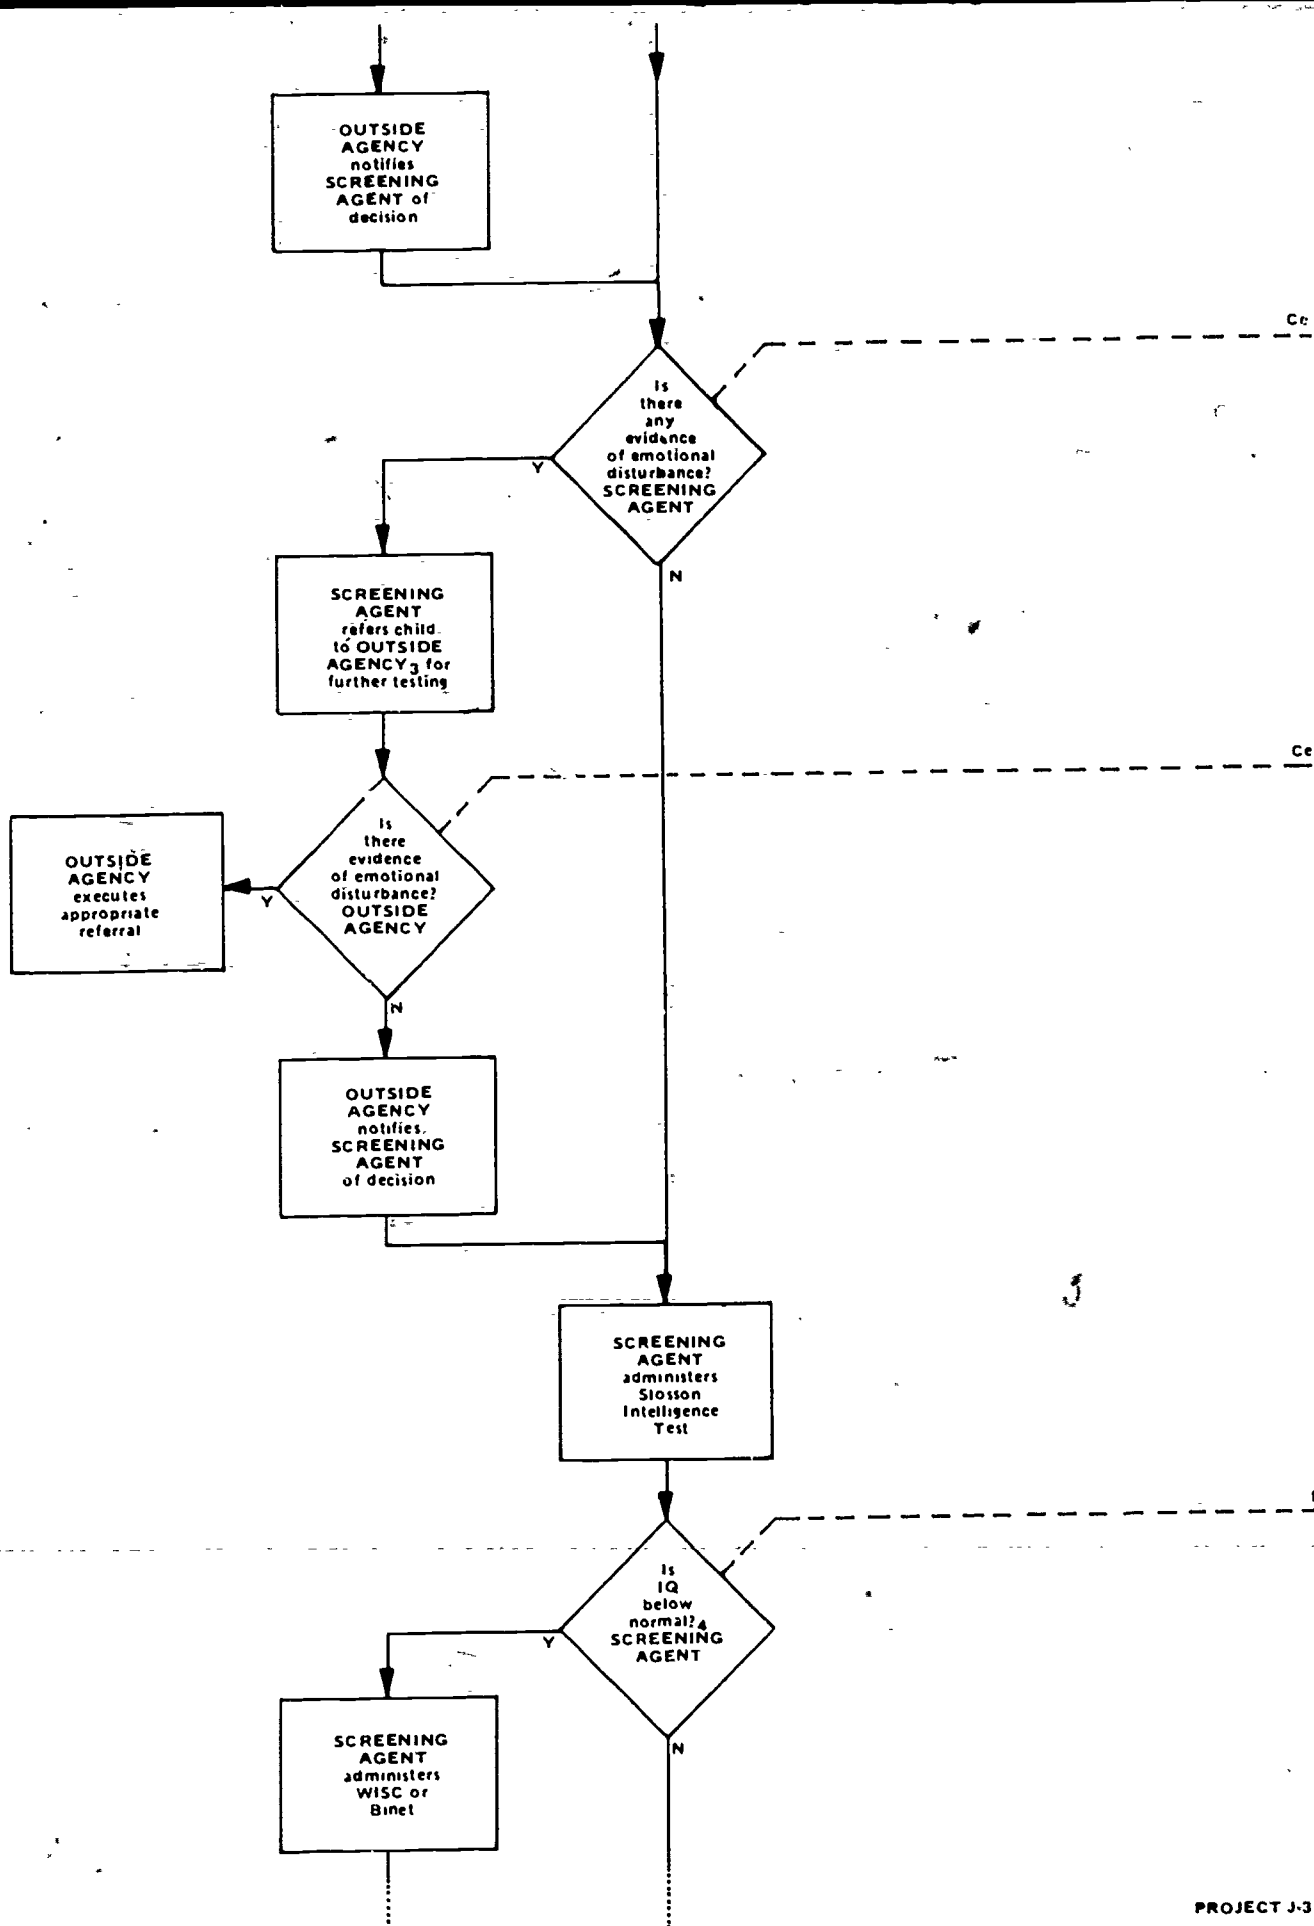 OUTSIDE
AGENCY
notifies
SCREENING
AGENT of
decision
Is
there
any
evidence
of emotional
disturbance?
SCREENING
AGENT
Y
N
SCREENING
AGENT
refers child
to OUTSIDE
AGENCY3 for
further testing
Ce
Is
there
evidence
of emotional
disturbance?
OUTSIDE
AGENCY
Y
N
OUTSIDE
AGENCY
executes
appropriate
referral
OUTSIDE
AGENCY
notifies
SCREENING
AGENT
of decision
SCREENING
AGENT
administers
Slosson
Intelligence
Test
Is
IQ
below
normal?4
SCREENING
AGENT
Y
N
SCREENING
AGENT
administers
WISC or
Binet
PROJECT J-3